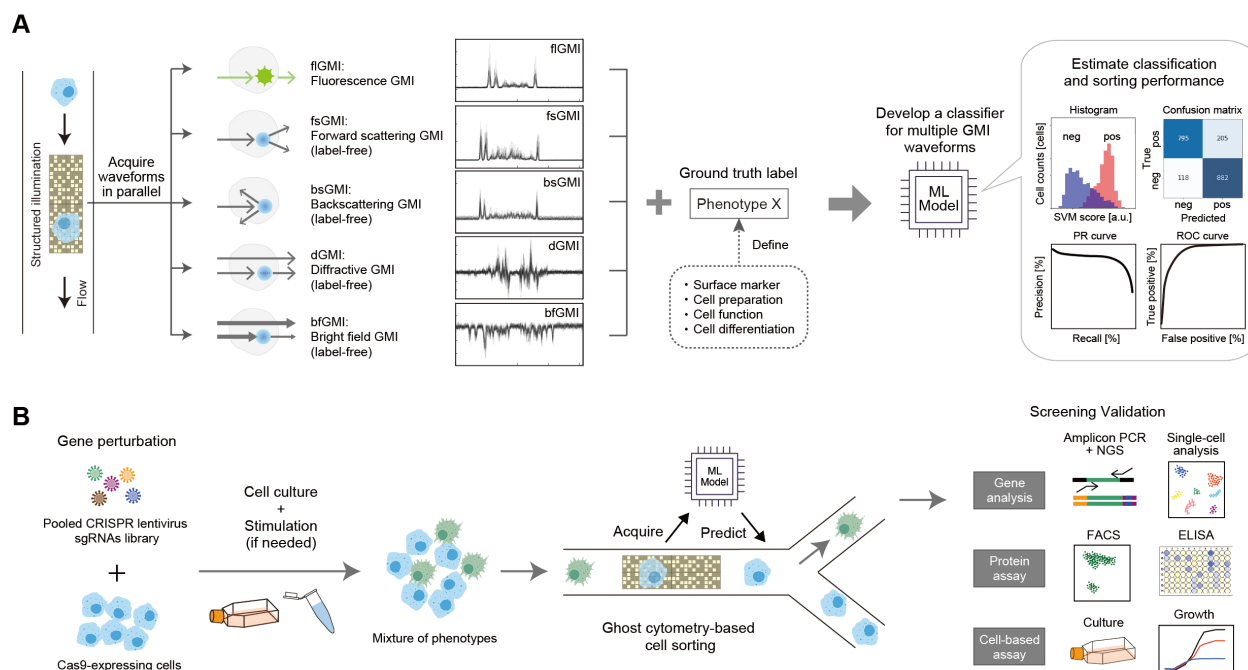 A
Structured illumination
Flow
Acquire
waveforms
in parallel
flGMI:
Fluorescence GMI
fsGMI:
Forward scattering GMI
(label-free)
bsGMI:
Backscattering GMI
(label-free)
dGMI:
Diffractive GMI
(label-free)
bfGMI:
Bright field GMI
(label-free)
flGMI
fsGMI
bsGMI
dGMI
bfGMI
Ground truth label
Phenotype X
Define
• Surface marker
• Cell preparation
• Cell function
• Cell differentiation
Develop a classifier
for multiple GMI
waveforms
ML
Model
Estimate classification
and sorting performance
Histogram
neg pos
Cell counts [cells]
SVM score [a.u.]
Confusion matrix
True
pos
neg
795 205
118 882
neg pos
Predicted
PR curve
Precision [%]
Recall [%]
ROC curve
True positive [%]
False positive [%]
B
Gene perturbation
Pooled CRISPR lentivirus
sgRNAs library
+
Cas9-expressing cells
Cell culture
+
Stimulation
(if needed)
Mixture of phenotypes
ML
Model
Acquire
Predict
Ghost cytometry-based
cell sorting
Screening Validation
Gene
analysis
Amplicon PCR
+ NGS
Single-cell
analysis
Protein
assay
FACS
ELISA
Cell-based
assay
Culture
Growth